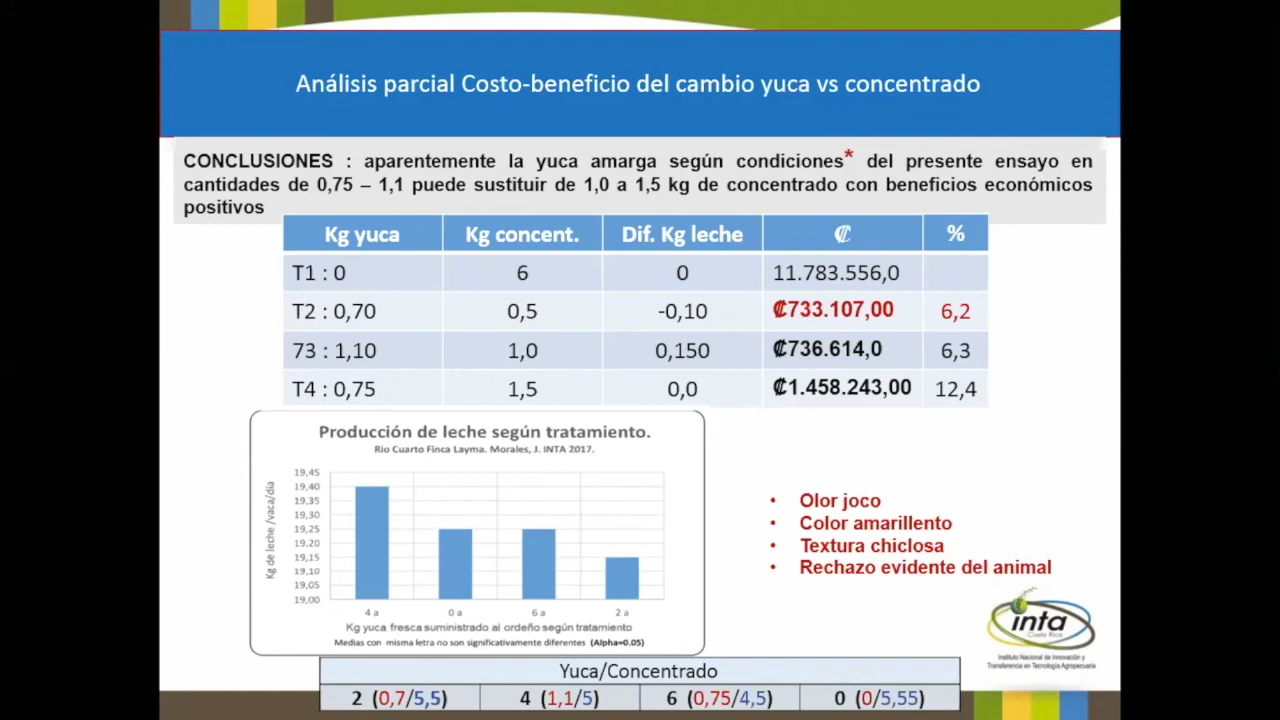 Análisis parcial Costo-beneficio del cambio yuca vs concentrado
CONCLUSIONES : aparentemente la yuca amarga según condiciones* del presente ensayo en
cantidades de 0,75 – 1,1 puede sustituir de 1,0 a 1,5 kg de concentrado con beneficios económicos
positivos
Kg yuca Kg concent. Dif. Kg leche ₡ %
T1 : 0 6 0 11.783.556,0
T2 : 0,70 0,5 -0,10 ₡733.107,00 6,2
73 : 1,10 1,0 0,150 ₡736.614,0 6,3
T4 : 0,75 1,5 0,0 ₡1.458.243,00 12,4
Producción de leche según tratamiento.
Rio Cuarto Finca Layma. Morales, J. INTA 2017.
Kg de leche /vaca/dia
19,45
19,40
19,35
19,30
19,25
19,20
19,15
19,10
19,05
19,00
4 a 0 a 6 a 2 a
Kg yuca fresca suministrado al ordeño según tratamiento
Medias con misma letra no son significativamente diferentes (Alpha=0.05)
• Olor joco
• Color amarillento
• Textura chiclosa
• Rechazo evidente del animal
inta
Costa Rica
Instituto Nacional de Innovación y
Transferencia en Tecnología Agropecuaria
Yuca/Concentrado
2 (0,7/5,5) 4 (1,1/5) 6 (0,75/4,5) 0 (0/5,55)